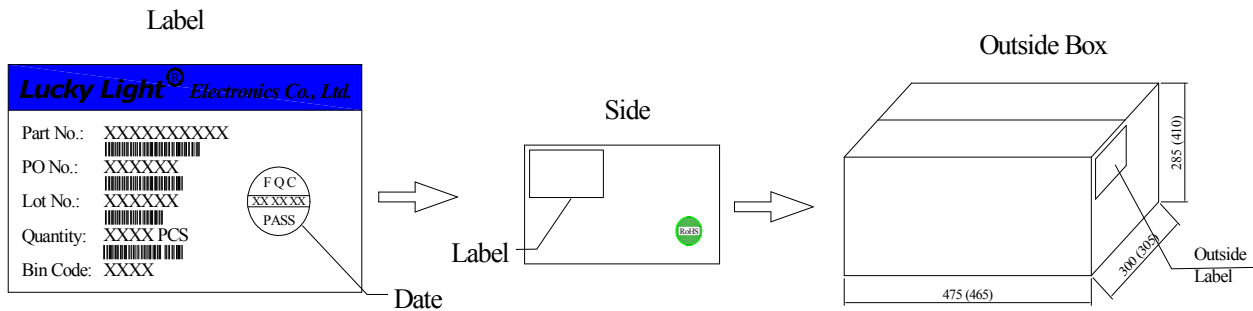 Label
Lucky Light® Electronics Co., Ltd.
Part No.: XXXXXXXXXX
PO No.: XXXXXX
Lot No.: XXXXXX
Quantity: XXXX PCS
Bin Code: XXXX
FQC
XX XX XX
PASS
Date
Side
RoHS
Label
Outside Box
285 (410)
300 (305)
475 (465)
Outside
Label